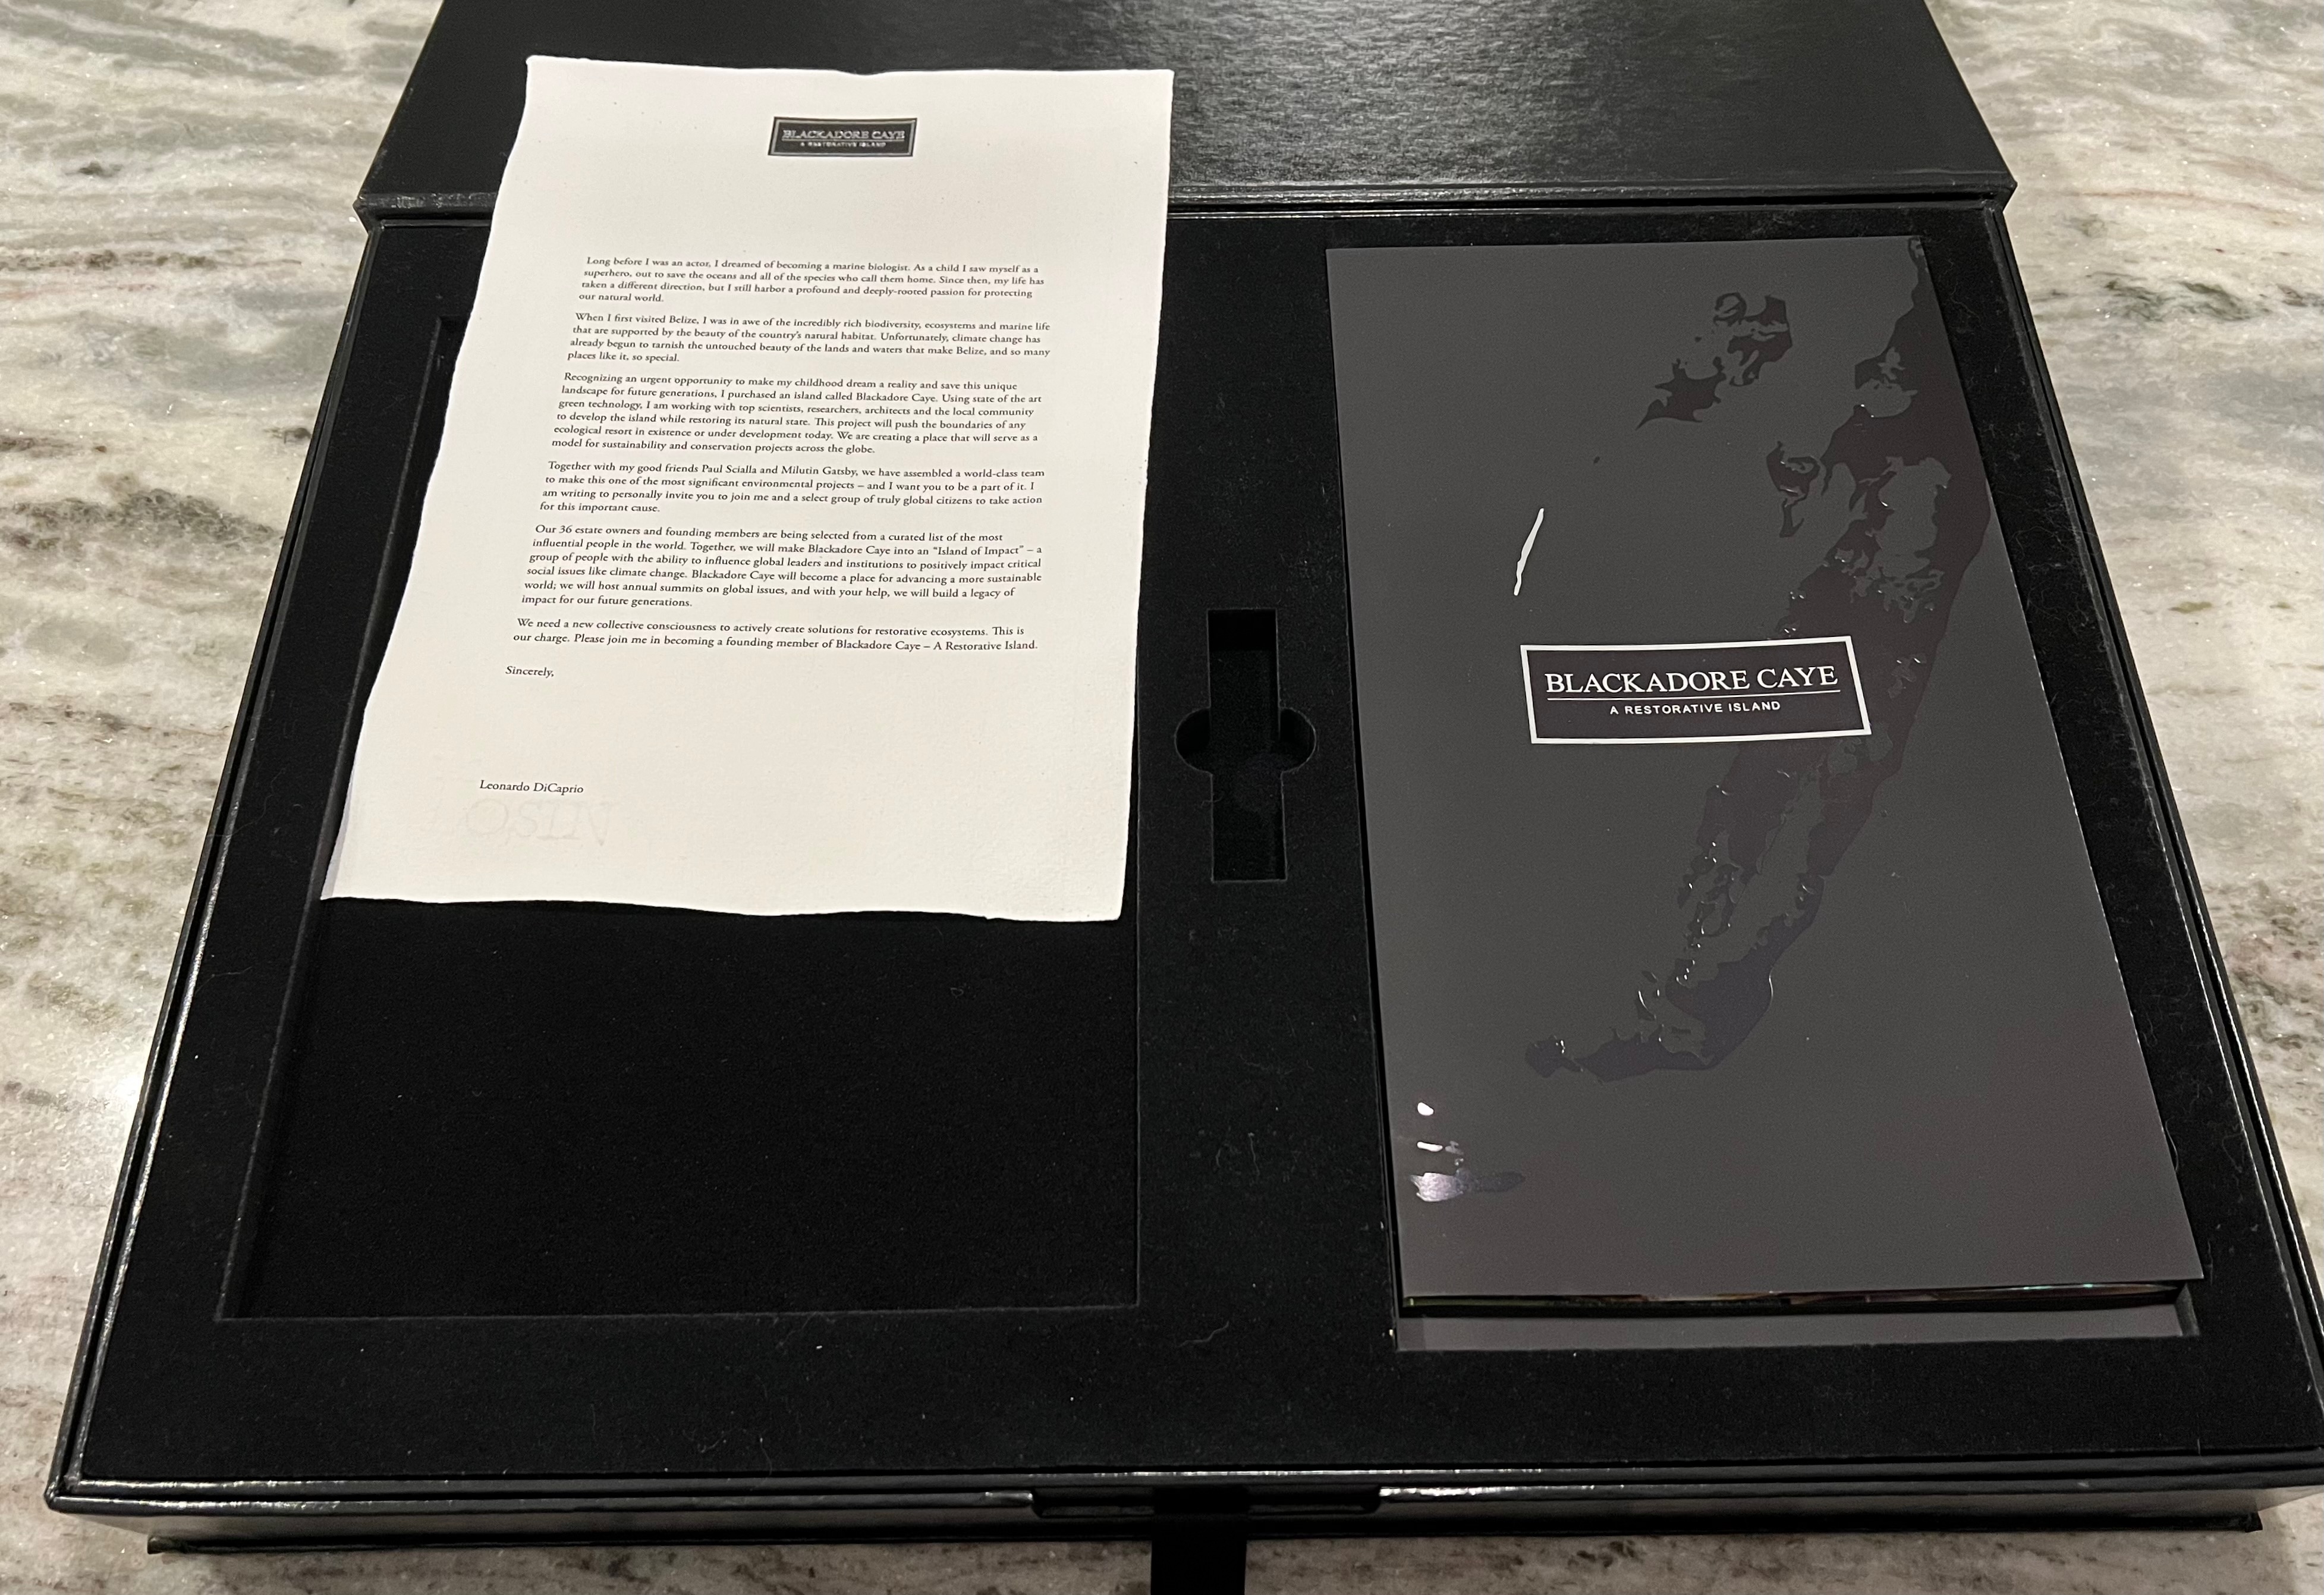 BLACKADORE CAYE
A RESTORATIVE ISLAND
Long before I was an actor, I dreamed of becoming a marine biologist. As a child I saw myself as a
superhero, out to save the oceans and all of the species who call them home. Since then, my life has
taken a different direction, but I still harbor a profound and deeply-rooted passion for protecting
our natural world.
When I first visited Belize, I was in awe of the incredibly rich biodiversity, ecosystems and marine life
that are supported by the beauty of the country's natural habitat. Unfortunately, climate change has
already begun to tarnish the untouched beauty of the lands and waters that make Belize, and so many
places like it, so special.
Recognizing an urgent opportunity to make my childhood dream a reality and save this unique
landscape for future generations, I purchased an island called Blackadore Caye. Using state of the art
green technology, I am working with top scientists, researchers, architects and the local community
to develop the island while restoring its natural state. This project will push the boundaries of any
ecological resort in existence or under development today. We are creating a place that will serve as a
model for sustainability and conservation projects across the globe.
Together with my good friends Paul Scialla and Milutin Gatsby, we have assembled a world-class team
to make this one of the most significant environmental projects – and I want you to be a part of it. I
am writing to personally invite you to join me and a select group of truly global citizens to take action
for this important cause.
Our 36 estate owners and founding members are being selected from a curated list of the most
influential people in the world. Together, we will make Blackadore Caye into an “Island of Impact” – a
group of people with the ability to influence global leaders and institutions to positively impact critical
social issues like climate change. Blackadore Caye will become a place for advancing a more sustainable
world; we will host annual summits on global issues, and with your help, we will build a legacy of
impact for our future generations.
We need a new collective consciousness to actively create solutions for restorative ecosystems. This is
our charge. Please join me in becoming a founding member of Blackadore Caye – A Restorative Island.
Sincerely,
Leonardo DiCaprio
BLACKADORE CAYE
A RESTORATIVE ISLAND